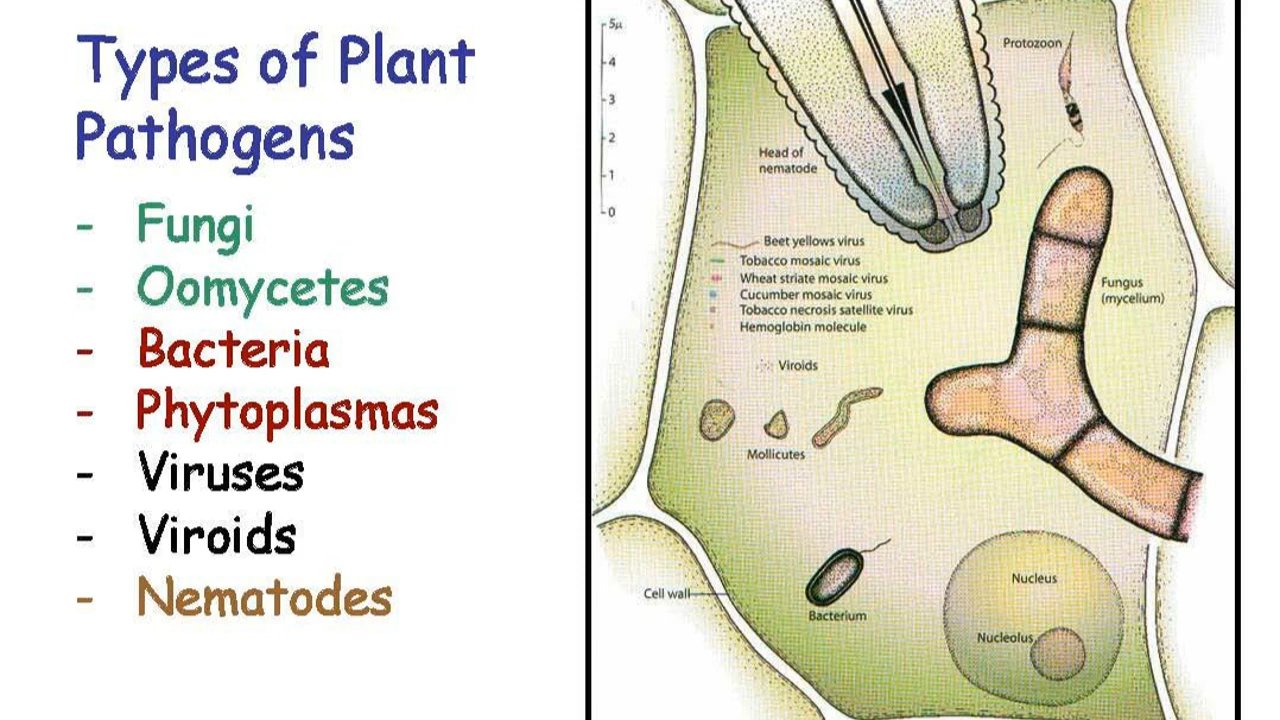 Types of Plant
Pathogens
- Fungi
- Oomycetes
- Bacteria
- Phytoplasmas
- Viruses
- Viroids
- Nematodes
5μ
4
3
2
1
0
Protozoon
Head of
nematode
Beet yellows virus
Tobacco mosaic virus
Wheat striate mosaic virus
Cucumber mosaic virus
Tobacco necrosis satellite virus
Hemoglobin molecule
Fungus
(mycelium)
Viroids
Mollicutes
Cell wall
Bacterium
Nucleus
Nucleolus